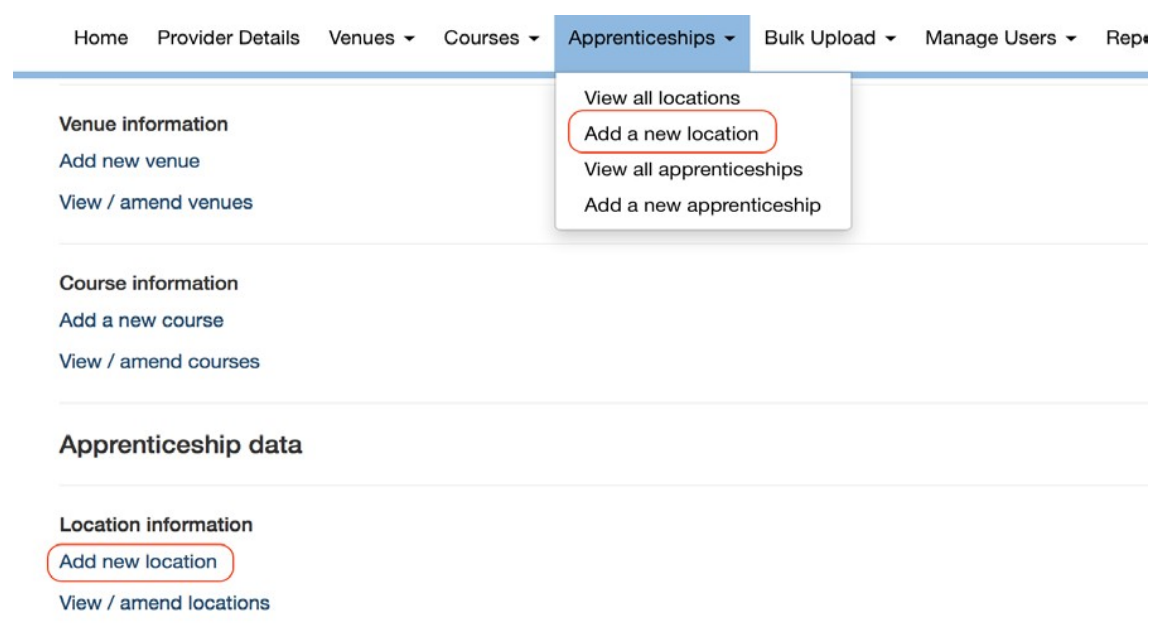 Home Provider Details Venues Courses Apprenticeships Bulk Upload Manage Users
View all locations
Add a new location
View all apprenticeships
Add a new apprenticeship
Venue information
Add new venue
View / amend venues
Course information
Add a new course
View / amend courses
Apprenticeship data
Location information
Add new location
View / amend locations